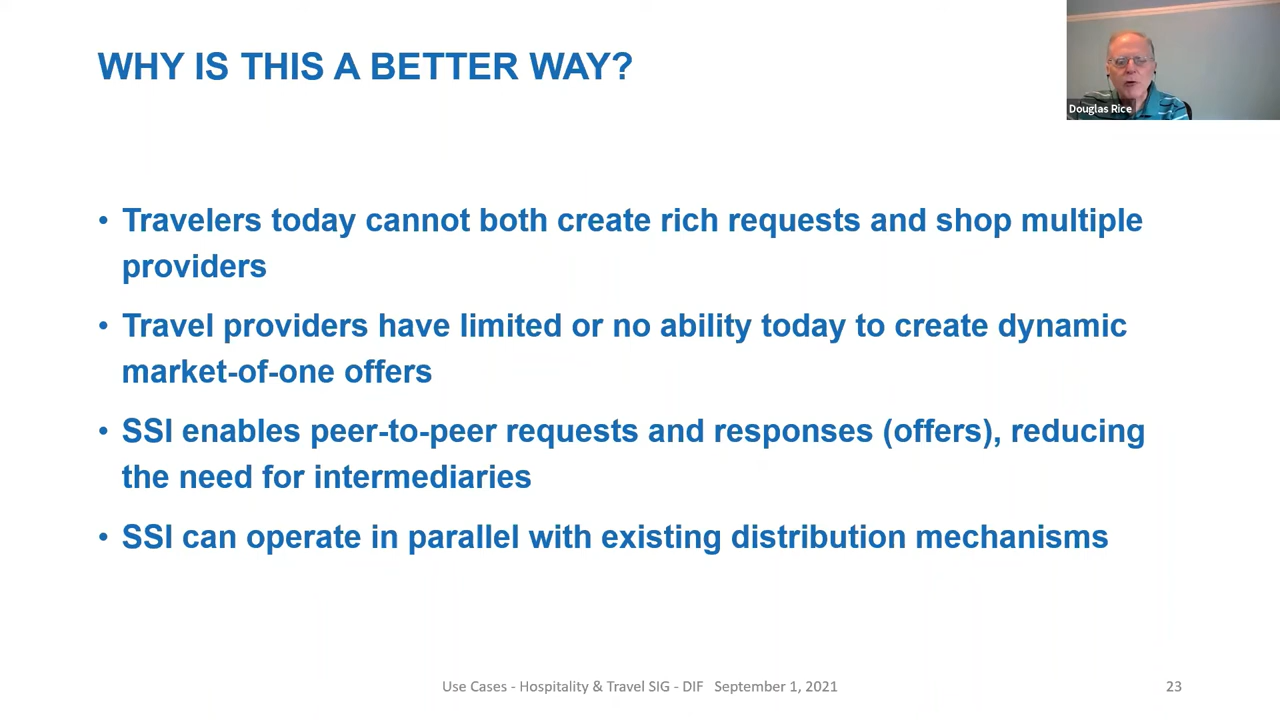 WHY IS THIS A BETTER WAY?
Douglas Rice
• Travelers today cannot both create rich requests and shop multiple
providers
• Travel providers have limited or no ability today to create dynamic
market-of-one offers
• SSI enables peer-to-peer requests and responses (offers), reducing
the need for intermediaries
• SSI can operate in parallel with existing distribution mechanisms
Use Cases - Hospitality & Travel SIG - DIF   September 1, 2021
23